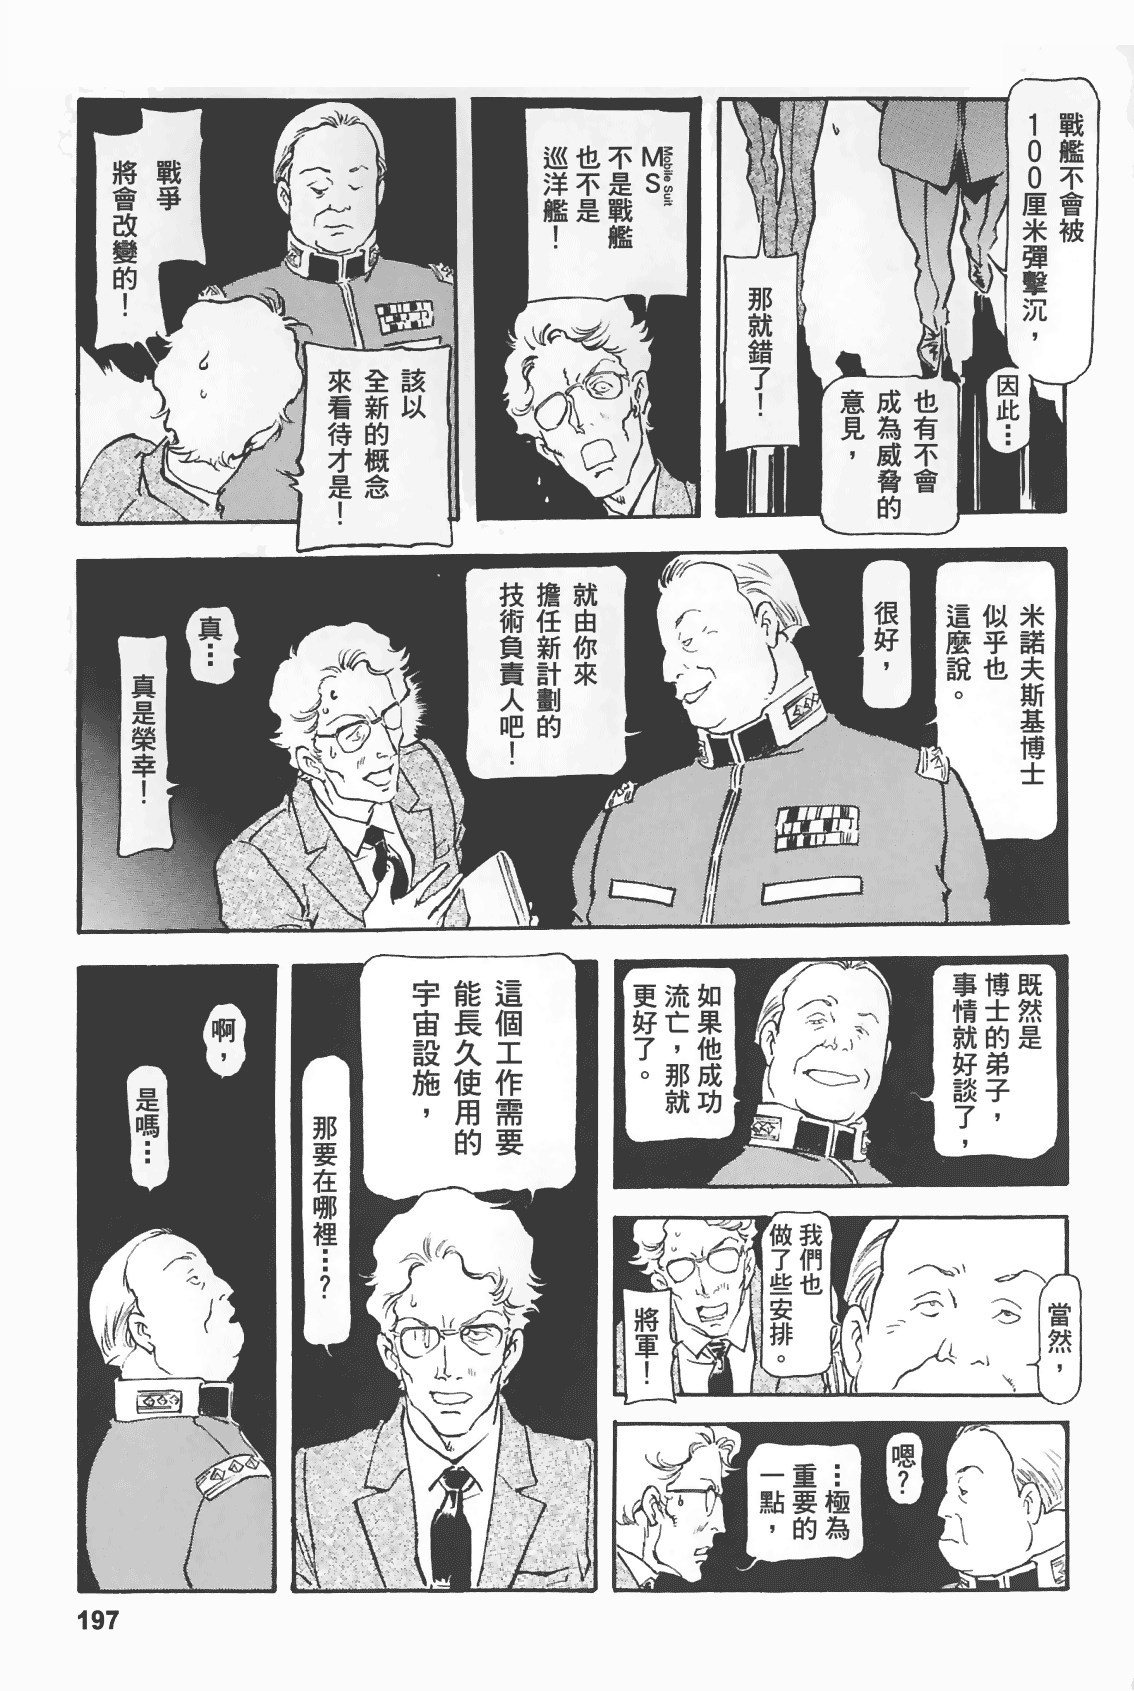 戰艦不會被
100厘米彈擊沉，
因此…
也有不會
成為威脅的
意見，
那就錯了！
Mobile Suit
MS
不是戰艦
也不是
巡洋艦！
戰爭
將會改變的！
該以
全新的概念
來看待才是！
米諾夫斯基博士
似乎也
這麼說。
很好，
就由你來
擔任新計劃的
技術負責人吧！
真…
真是榮幸！
既然是
博士的弟子，
事情就好談了，
如果他成功
流亡，那就
更好了。
當然，
我們也
做了些安排。
將軍！
嗯？
…極為
重要的
一點，
這個工作需要
能長久使用的
宇宙設施，
那要在哪裡…？
啊，
是嗎…
197